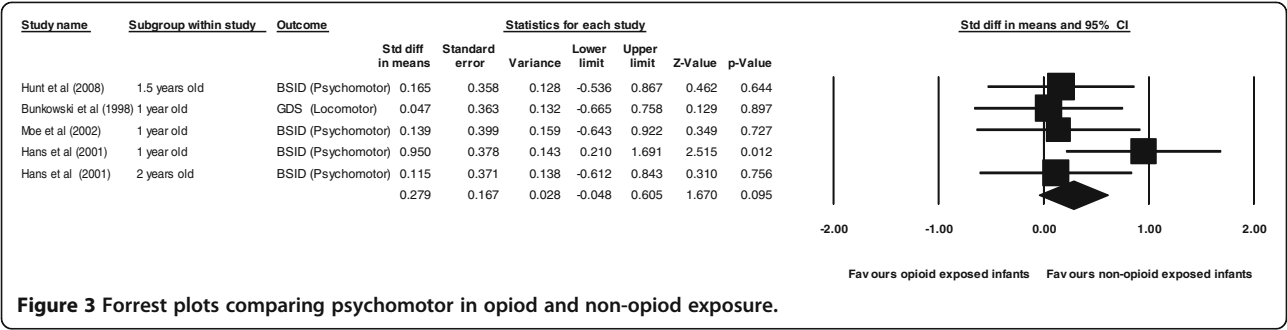 Study name Subgroup within study Outcome Statistics for each study Std diff in means and 95% CI
Std diff in means Standard error Variance Lower limit Upper limit Z-Value p-Value
Hunt et al (2008) 1.5 years old BSID (Psychomotor) 0.165 0.358 0.128 -0.536 0.867 0.462 0.644
Bunkowski et al (1998) 1 year old GDS (Locomotor) 0.047 0.363 0.132 -0.665 0.758 0.129 0.897
Moe et al (2002) 1 year old BSID (Psychomotor) 0.139 0.399 0.159 -0.643 0.922 0.349 0.727
Hans et al (2001) 1 year old BSID (Psychomotor) 0.950 0.378 0.143 0.210 1.691 2.515 0.012
Hans et al (2001) 2 years old BSID (Psychomotor) 0.115 0.371 0.138 -0.612 0.843 0.310 0.756
0.279 0.167 0.028 -0.048 0.605 1.670 0.095
-2.00 -1.00 0.00 1.00 2.00
Favours opioid exposed infants Favours non-opioid exposed infants
Figure 3 Forrest plots comparing psychomotor in opiod and non-opiod exposure.